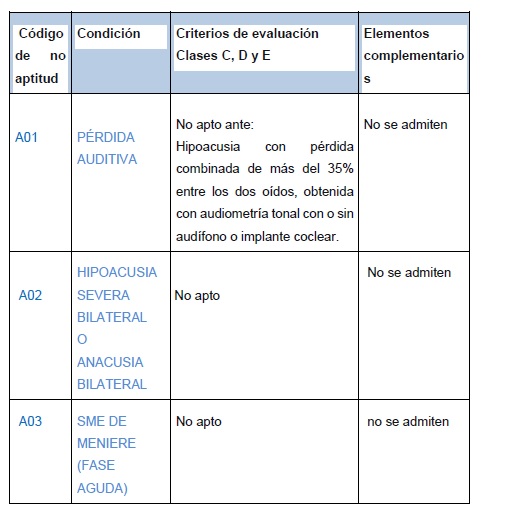 Código de no aptitud
Condición
Criterios de evaluación
Clases C, D y E
Elementos
complementario
s
A01
PÉRDIDA
AUDITIVA
No apto ante:
Hipoacusia con pérdida
combinada de más del 35%
entre los dos oídos, obtenida
con audiometría tonal con o sin
audífono o implante coclear.
No se admiten
A02
HIPOACUSIA
SEVERA
BILATERAL
O
ANACUSIA
BILATERAL
No apto
No se admiten
A03
SME DE
MENIERE
(FASE
AGUDA)
No apto
no se admiten